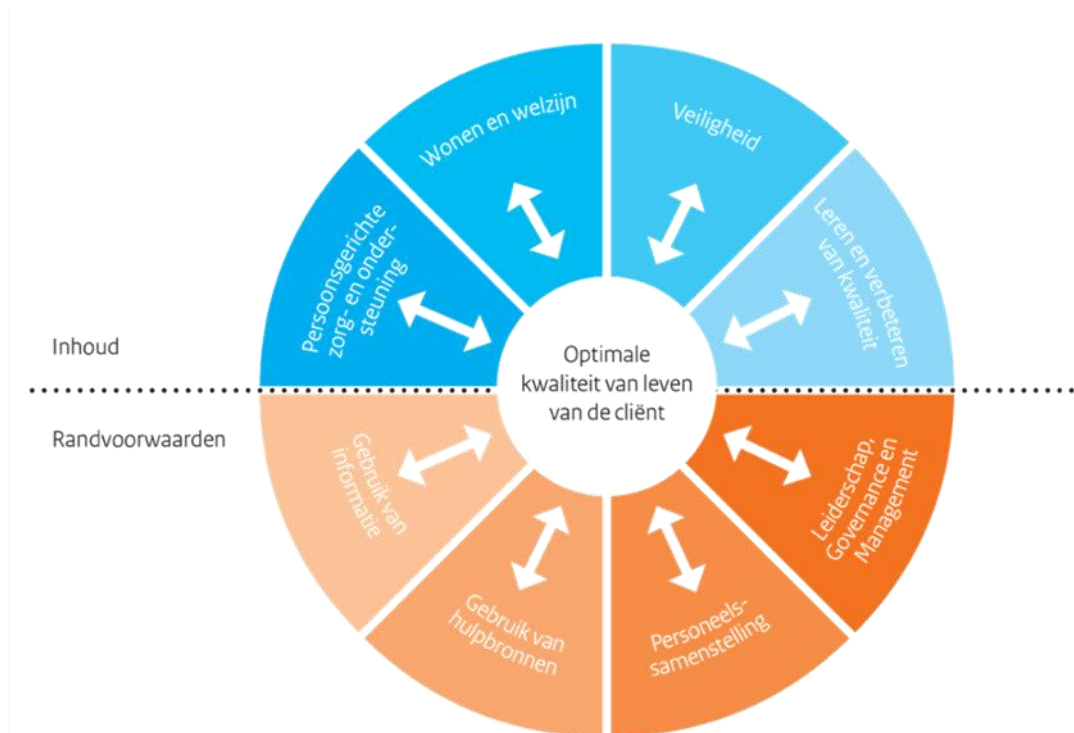 Wonen en welzijn
Veiligheid
Persoonsgerichte
zorg- en onder-
steuning
Leren en verbeteren
van kwaliteit
Inhoud
Optimale
kwaliteit van leven
van de cliënt
Randvoorwaarden
Gebruik van
informatie
Leiderschap,
Governance en
Management
Gebruik van
hulpbronnen
Personeels-
samenstelling